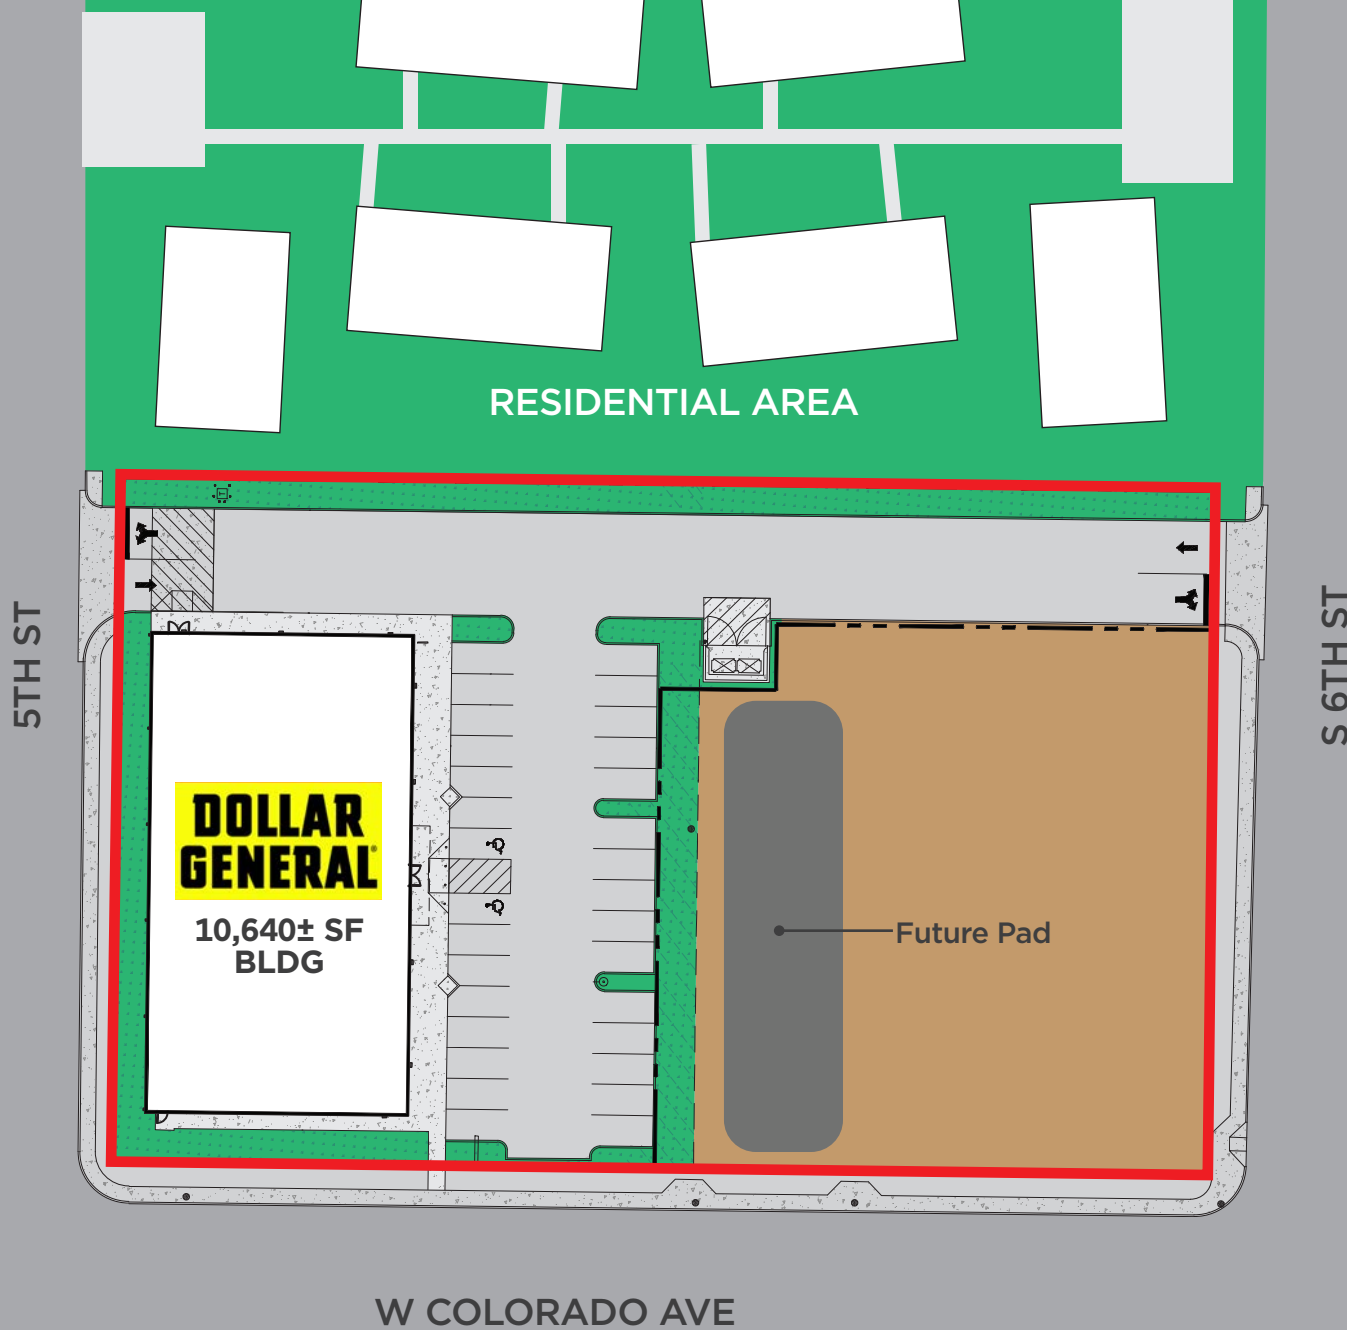 RESIDENTIAL AREA
5TH ST
S 6TH ST
DOLLAR
GENERAL®
10,640± SF
BLDG
Future Pad
W COLORADO AVE